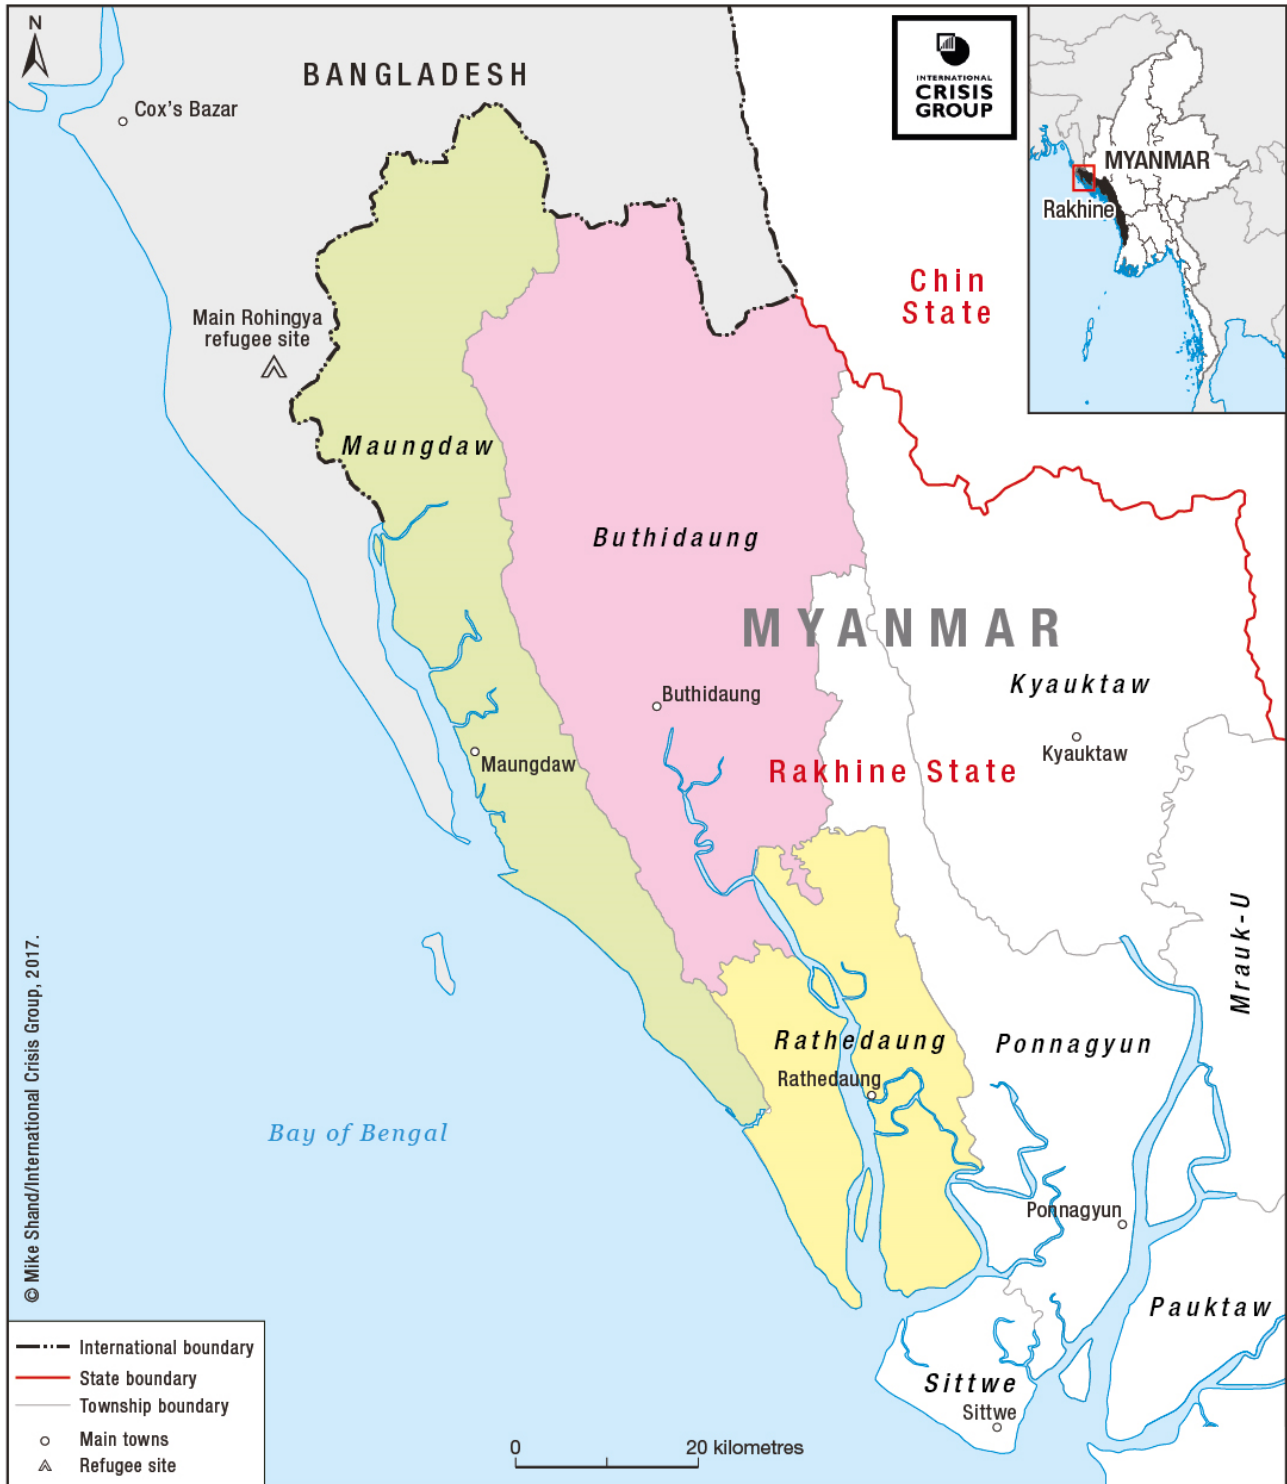 N
BANGLADESH
Cox's Bazar
INTERNATIONAL
CRISIS
GROUP
MYANMAR
Rakhine
Chin
State
Main Rohingya
refugee site
Maungdaw
Buthidaung
MYANMAR
Kyauktaw
Buthidaung
Kyauktaw
Maungdaw
Rakhine State
Mrauk-U
Rathedaung
Ponnagyun
Rathedaung
Bay of Bengal
Ponnagyun
Pauktaw
Sittwe
Sittwe
© Mike Shand/International Crisis Group, 2017.
International boundary
State boundary
Township boundary
Main towns
Refugee site
0 20 kilometres